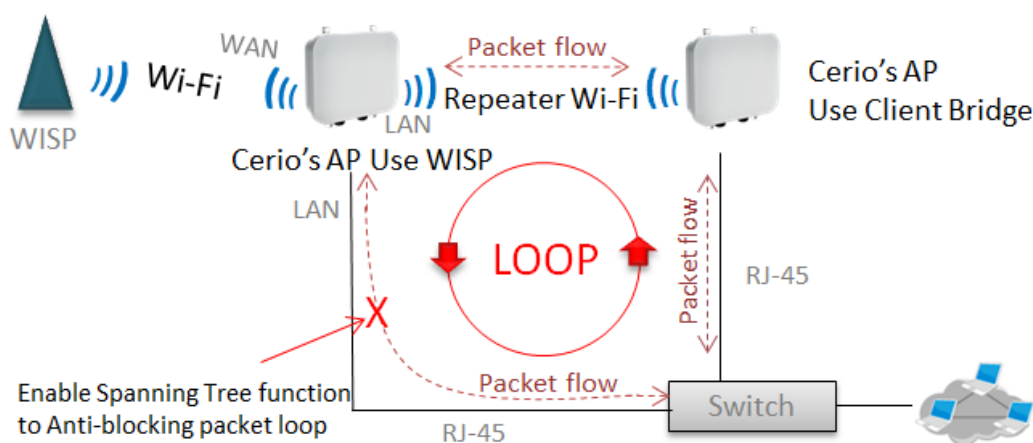 WAN
Wi-Fi
WISP
LAN
Packet flow
Repeater Wi-Fi
Cerio's AP
Use Client Bridge
Cerio's AP Use WISP
LAN
LOOP
Packet flow
RJ-45
X
Enable Spanning Tree function
to Anti-blocking packet loop
Packet flow
RJ-45
Switch